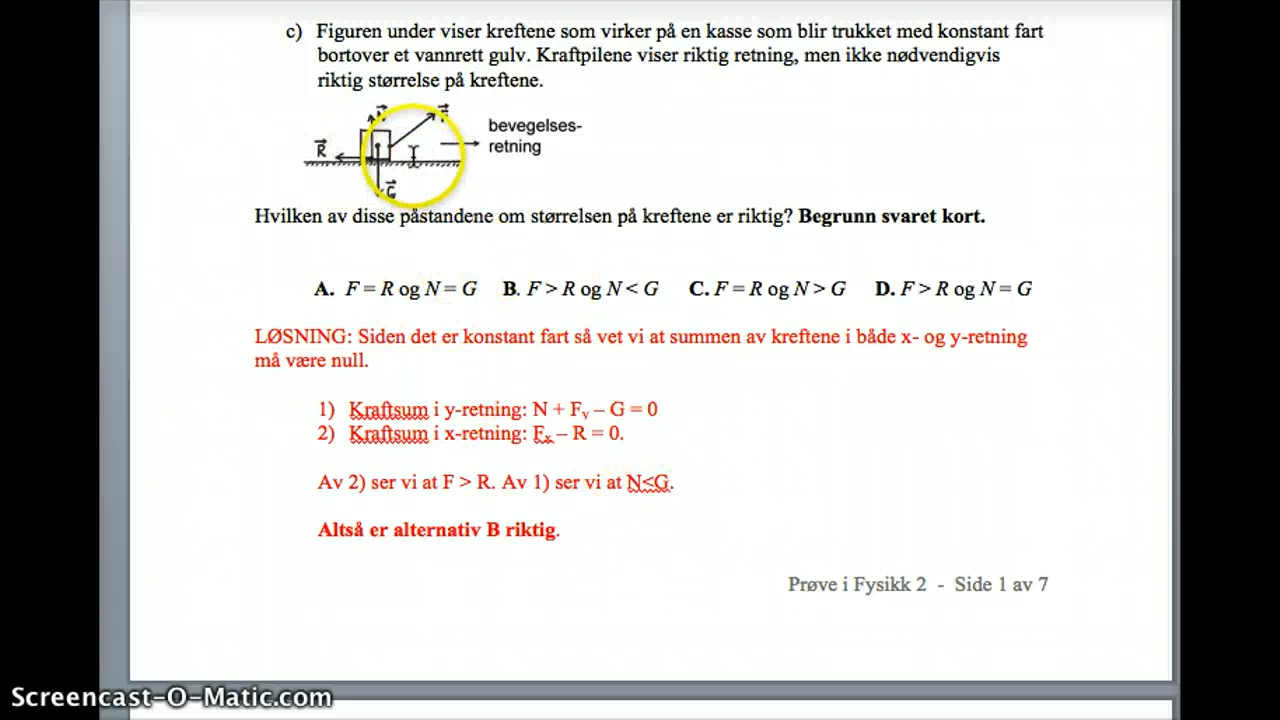 c) Figuren under viser kreftene som virker på en kasse som blir trukket med konstant fart
bortover et vannrett gulv. Kraftpilene viser riktig retning, men ikke nødvendigvis
riktig størrelse på kreftene.
bevegelses-
retning
R
G
Hvilken av disse påstandene om størrelsen på kreftene er riktig? Begrunn svaret kort.
A. F = R og N = G B. F > R og N < G C. F = R og N > G D. F > R og N = G
LØSNING: Siden det er konstant fart så vet vi at summen av kreftene i både x- og y-retning
må være null.
1) Kraftsum i y-retning: N + Fy – G = 0
2) Kraftsum i x-retning: Fx – R = 0.
Av 2) ser vi at F > R. Av 1) ser vi at N<G.
Altså er alternativ B riktig.
Prøve i Fysikk 2 - Side 1 av 7
Screencast-O-Matic.com